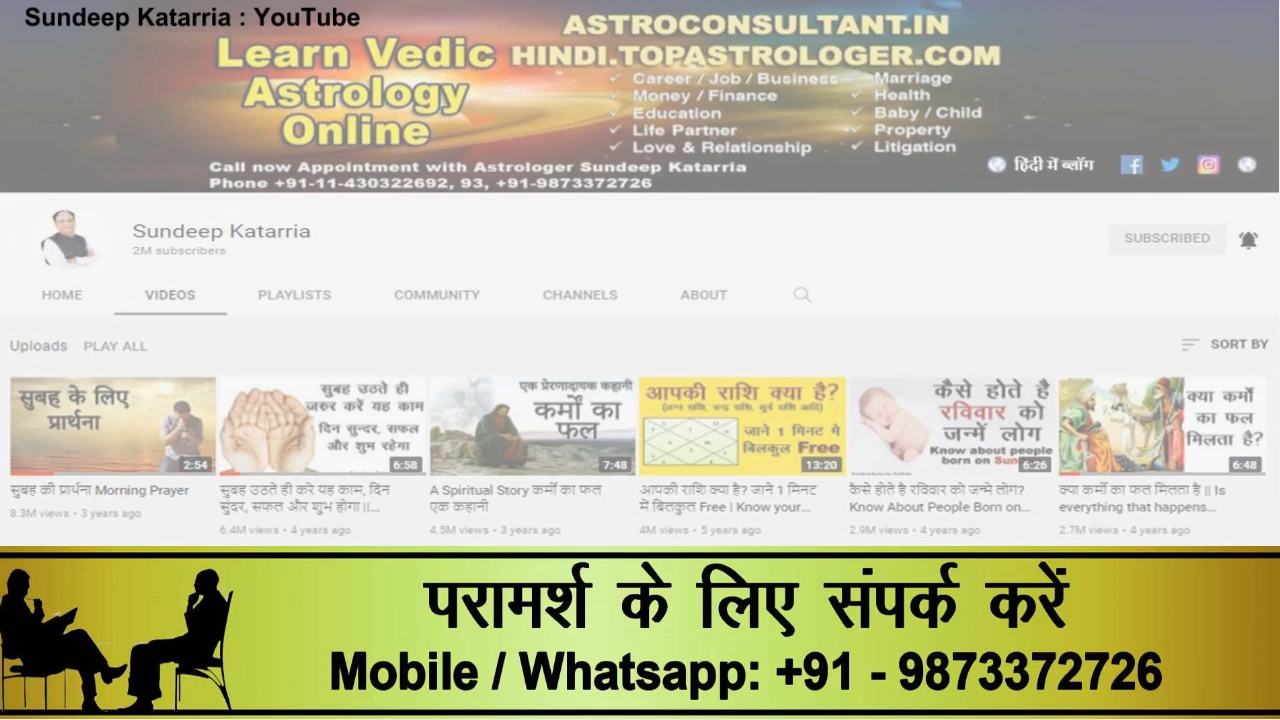 Sundeep Katarria : YouTube
ASTROCONSULTANT.IN
HINDI.TOPASTROLOGER.COM
Learn Vedic
Astrology
Online
Career / Job / Business
Money / Finance
Education
Life Partner
Love & Relationship
Marriage
Health
Baby / Child
Property
Litigation
Call now Appointment with Astrologer Sundeep Katarria
Phone +91-11-430322692, 93, +91-9873372726
हिंदी में ब्लॉग
Sundeep Katarria
2M subscribers
SUBSCRIBED
HOME VIDEOS PLAYLISTS COMMUNITY CHANNELS ABOUT
Uploads PLAY ALL
SORT BY
सुबह के लिए
प्रार्थना
2:54
सुबह की प्रार्थना Morning Prayer
8.3M views • 3 years ago
सुबह उठते ही
जरुर करें यह काम
दिन सुन्दर, सफल
और शुभ रहेगा
6:58
सुबह उठते ही करे यह काम, दिन
सुंदर, सफल और शुभ होगा ||...
6.4M views • 4 years ago
एक प्रेरणादायक कहानी
कर्मों का
फल
7:48
A Spiritual Story कर्मों का फल
एक कहानी
4.5M views • 3 years ago
आपकी राशि क्या है?
(लग्न राशि, चन्द्र राशि, सूर्य राशि आदि)
जाने 1 मिनट मे
बिलकुल Free
13:20
आपकी राशि क्या है? जाने 1 मिनट
में बिलकुल Free | Know your...
4M views • 5 years ago
कैसे होते है
रविवार को
जन्में लोग
Know about people
born on Sun
6:26
कैसे होते है रविवार को जन्मे लोग?
Know About People Born on...
2.9M views • 4 years ago
क्या कर्मो
का फल
मिलता है?
6:48
क्या कर्मो का फल मिलता है || Is
everything that happens...
2.7M views • 4 years ago
परामर्श के लिए संपर्क करें
Mobile / Whatsapp: +91 - 9873372726